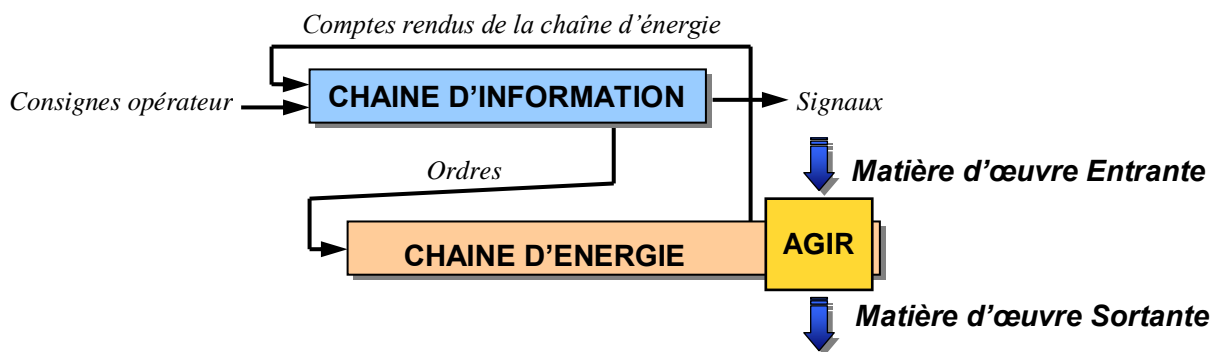 Comptes rendus de la chaîne d'énergie
CHAINE D'INFORMATION
Consignes opérateur
Signaux
Ordres
Matière d'œuvre Entrante
CHAINE D'ENERGIE
AGIR
Matière d'œuvre Sortante